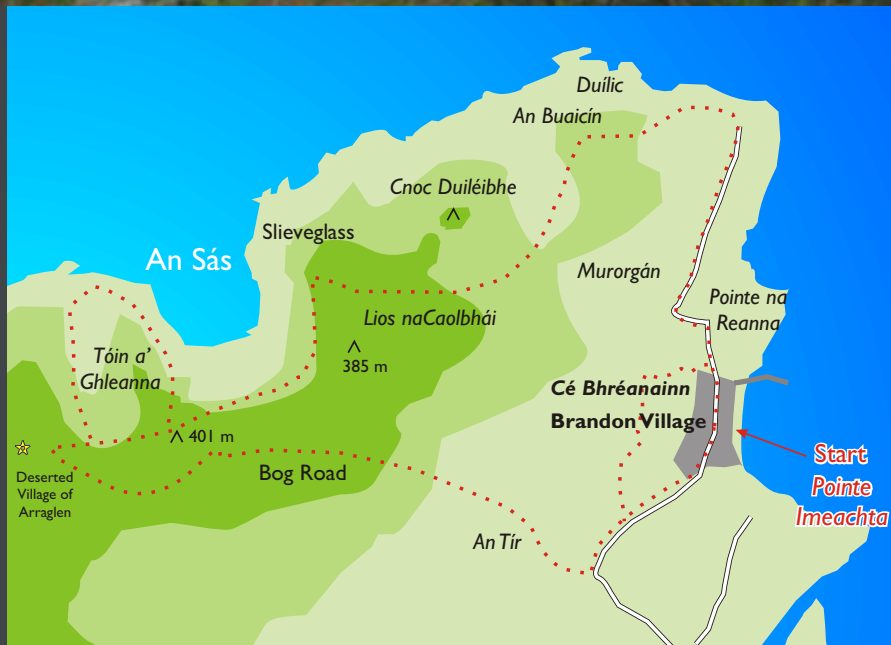 Duílic
An Buaicín
Cnoc Duiléibhe
Slieveglass
An Sás
Murorgán
Pointe na
Reanna
Lios naCaolbhái
385 m
Tóin a'
Ghleanna
Cé Bhréanainn
Brandon Village
401 m
Start
Pointe
Imeachta
Deserted
Village of
Arraglen
Bog Road
An Tír